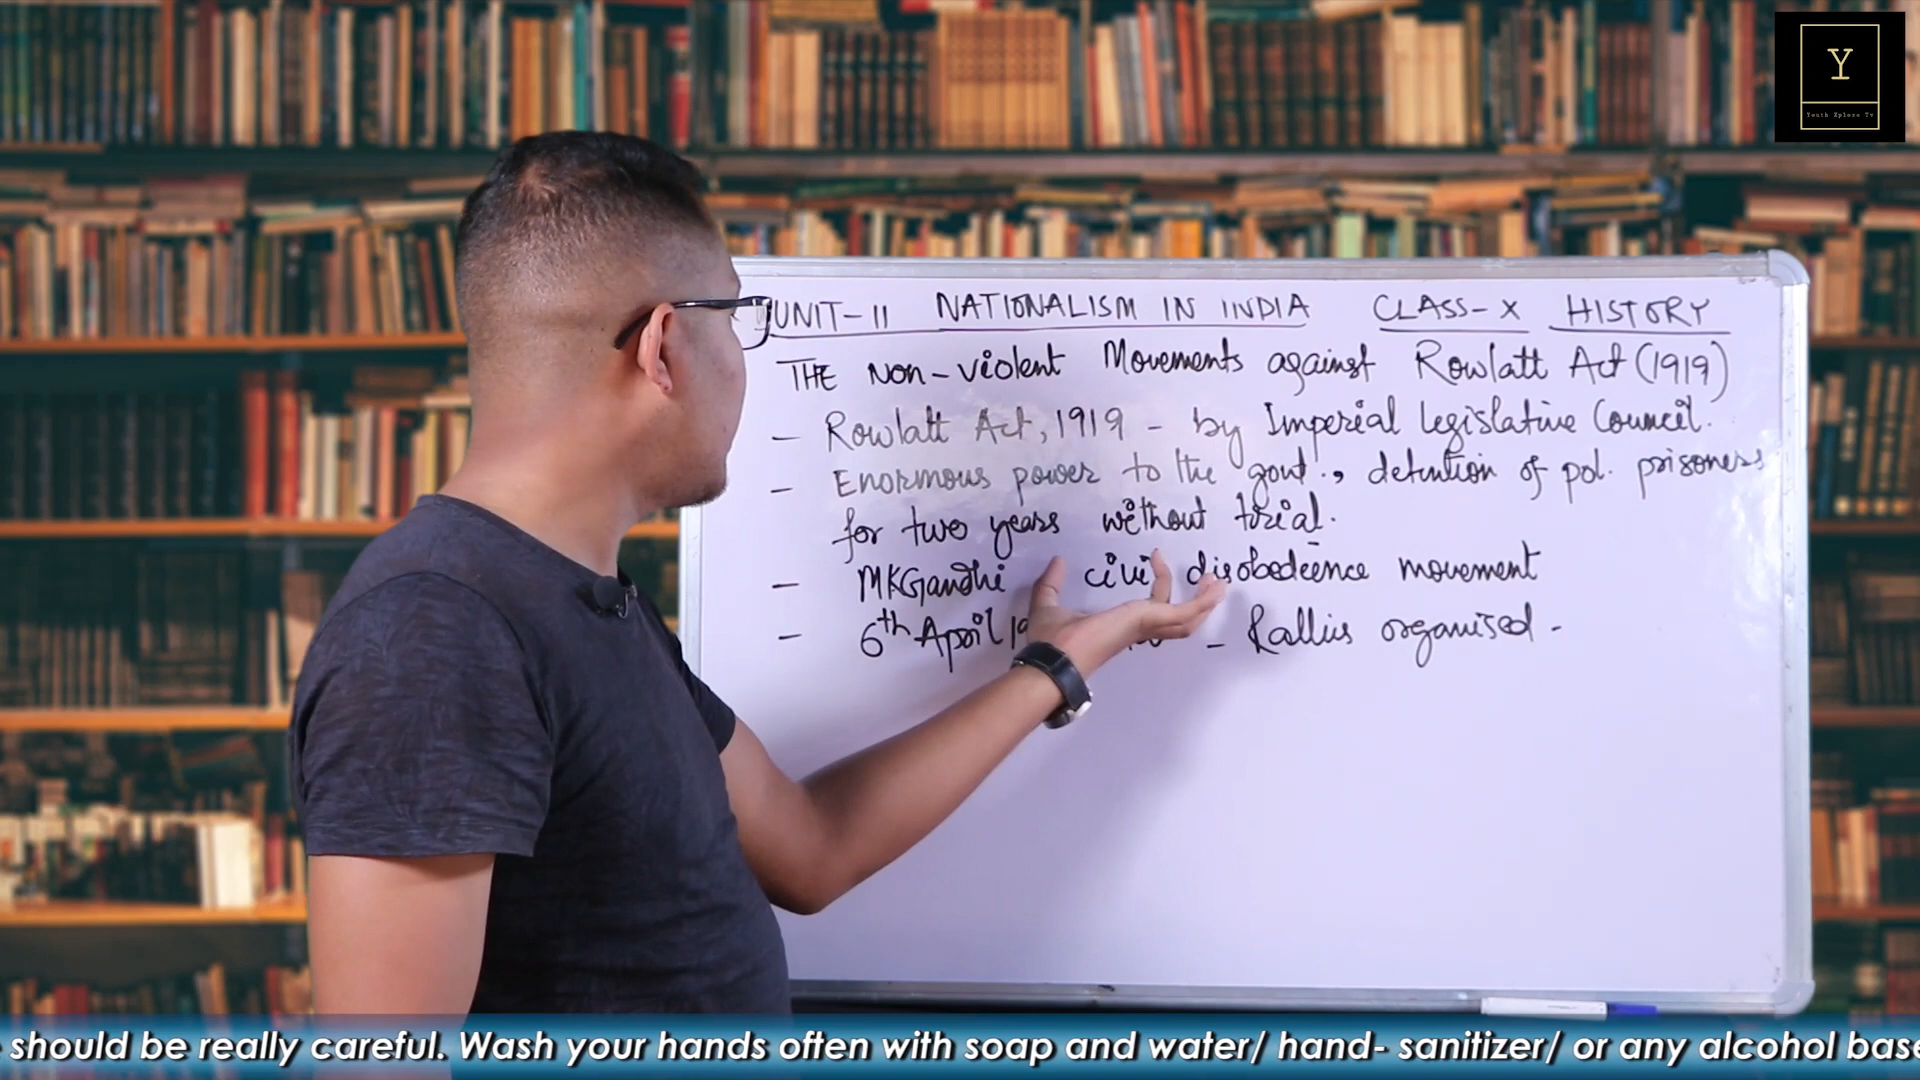 Y
Youth Xplore Tv
UNIT-II NATIONALISM IN INDIA CLASS-X HISTORY
THE Non-violent Movements against Rowlatt Act (1919)
- Rowlatt Act, 1919 - by Imperial Legislative Council.
- Enormous power to the govt., detention of pol. prisoners
for two years without trial.
- MKGandhi civil disobedience movement
- 6th April - Rallies organised -
should be really careful. Wash your hands often with soap and water/ hand- sanitizer/ or any alcohol base